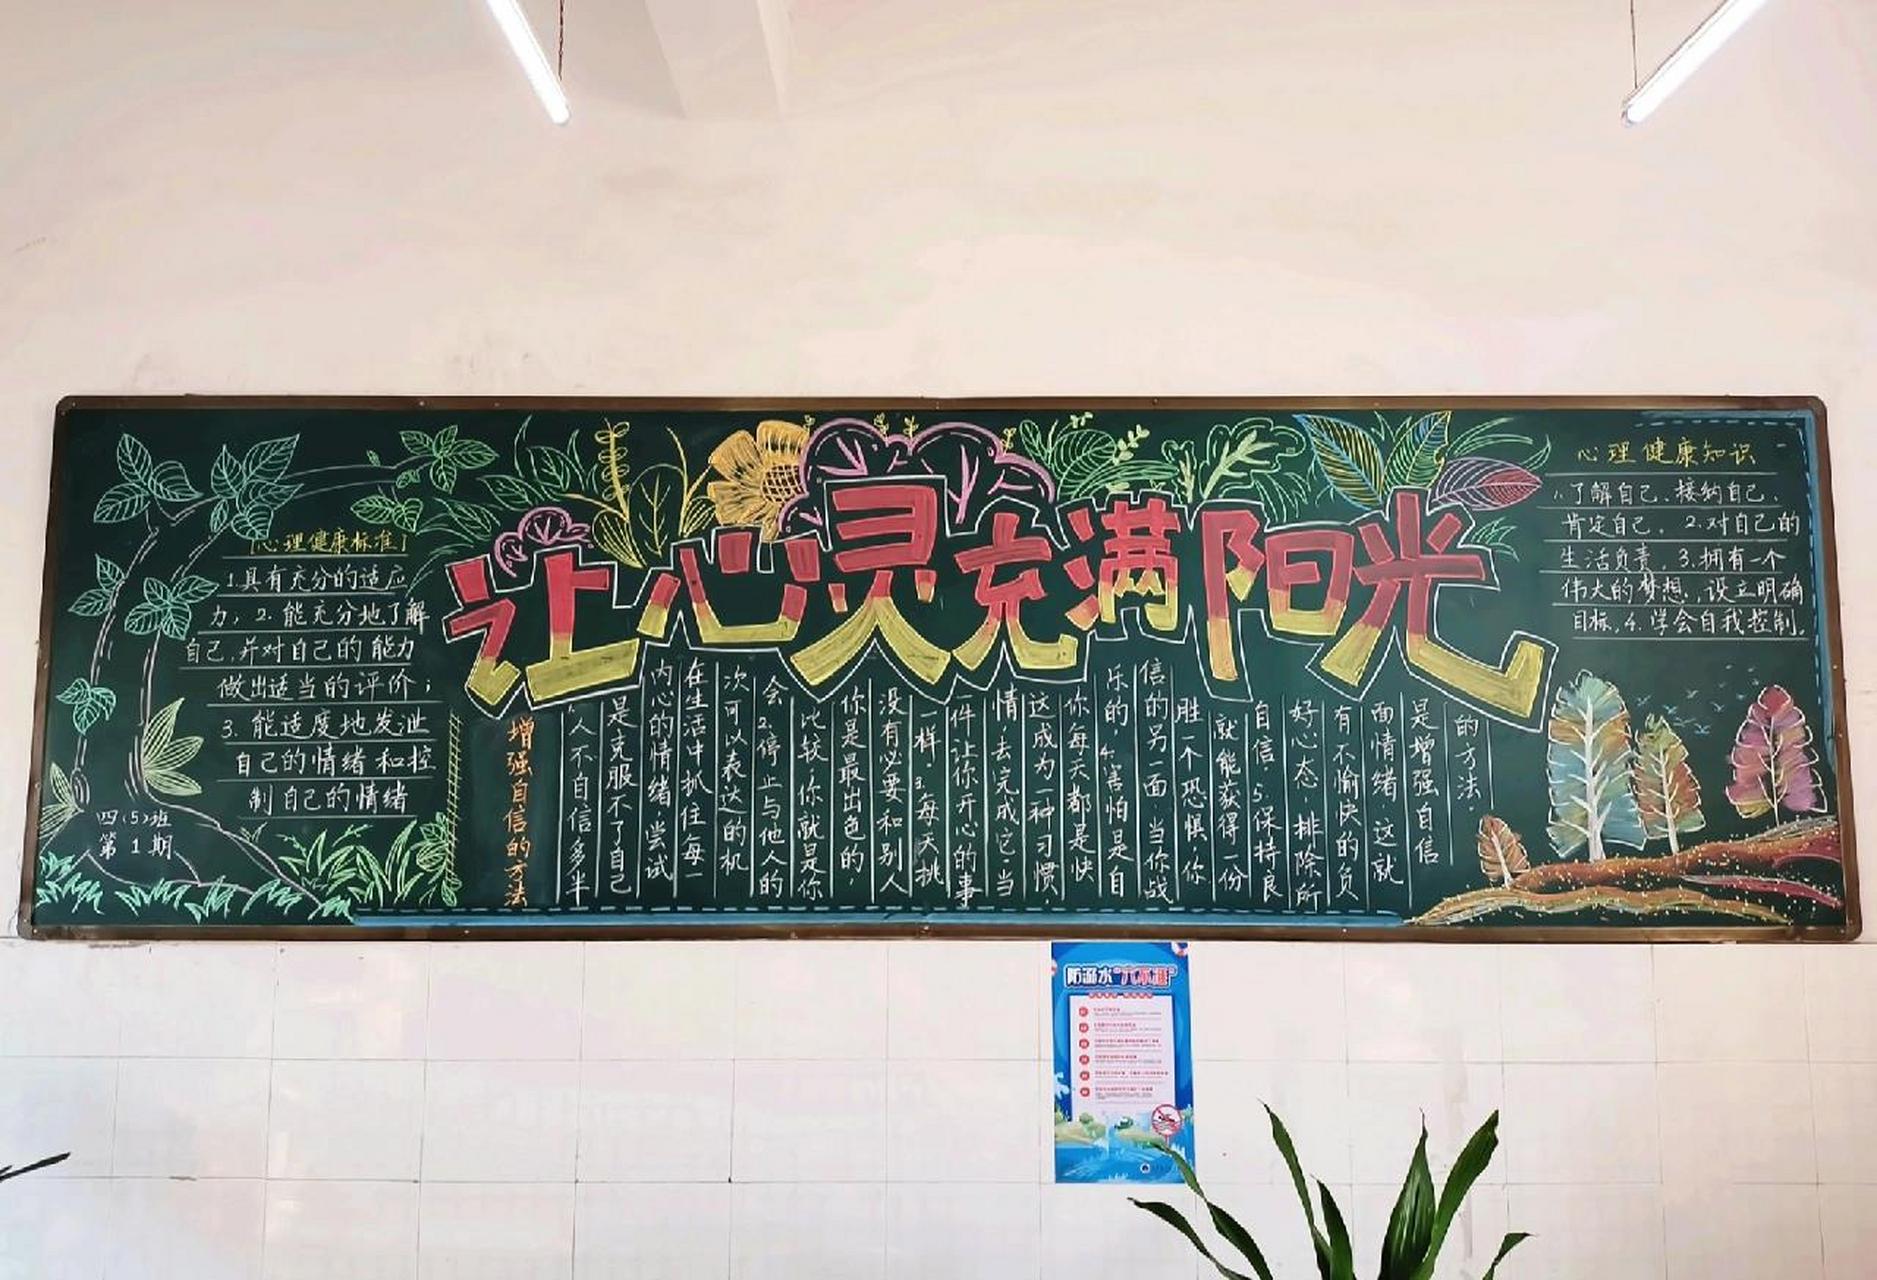 让心灵充满阳光
「心理健康标准」
1.具有充分的适应
力；2.能充分地了解
自己，并对自己的能力
做出适当的评价；
3.能适度地发泄
自己的情绪和控
制自己的情绪
四(5)班
第1期
增强自信的方法
1.人不自信多半
是克服不了自己
内心的情绪，尝试
在生活中抓住每一
次可以表达的机
会 2.停止与他人的
比较，你就是你
你是最出色的，
没有必要和别人
一样，3.每天挑
一件让你开心的事
情，去完成它，当
这成为一种习惯，
你每天都是快
乐的，4.害怕是自
信的另一面，当你战
胜一个恐惧，你
就能获得一份
自信，5.保持良
好心态，排除所
有不愉快的负
面情绪，这就
是增强自信
的方法。
心理健康知识
1.了解自己，接纳自己，
肯定自己。2.对自己的
生活负责，3.拥有一个
伟大的梦想，设立明确
目标，4.学会自我控制。
防溺水“六不准”